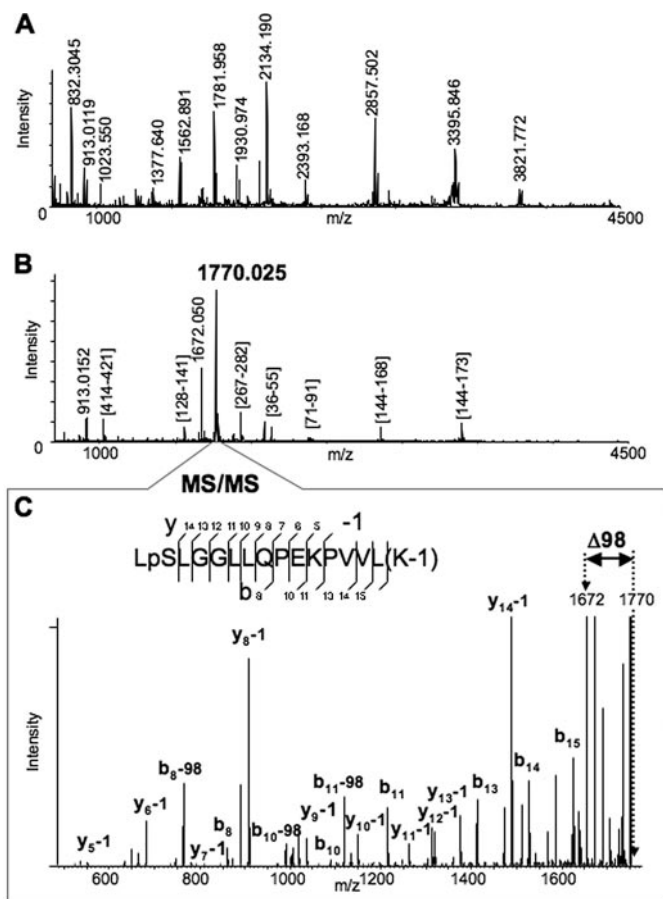 A
Intensity
832.3045
913.0119
1023.550
1377.640
1562.891
1781.958
1930.974
2134.190
2393.168
2857.502
3395.846
3821.772
0
1000
m/z
4500
B
1770.025
Intensity
913.0152
[414-421]
[128-141]
1672.050
[267-282]
[36-55]
[71-91]
[144-168]
[144-173]
0
1000
m/z
4500
MS/MS
C
y 14 13 12 11 10 9 8 7 6 5 -1
LpSLGGLLQPEKPVVL(K-1)
b 8 10 11 13 14 15
Δ98
1672 1770
Intensity
y5-1
y6-1
b8-98
y7-1
b8
y8-1
b10-98
y9-1
b10
b11-98
y10-1
b11
y11-1
y12-1
y13-1
b13
y14-1
b14
b15
600 800 1000 1200 1400 1600
m/z